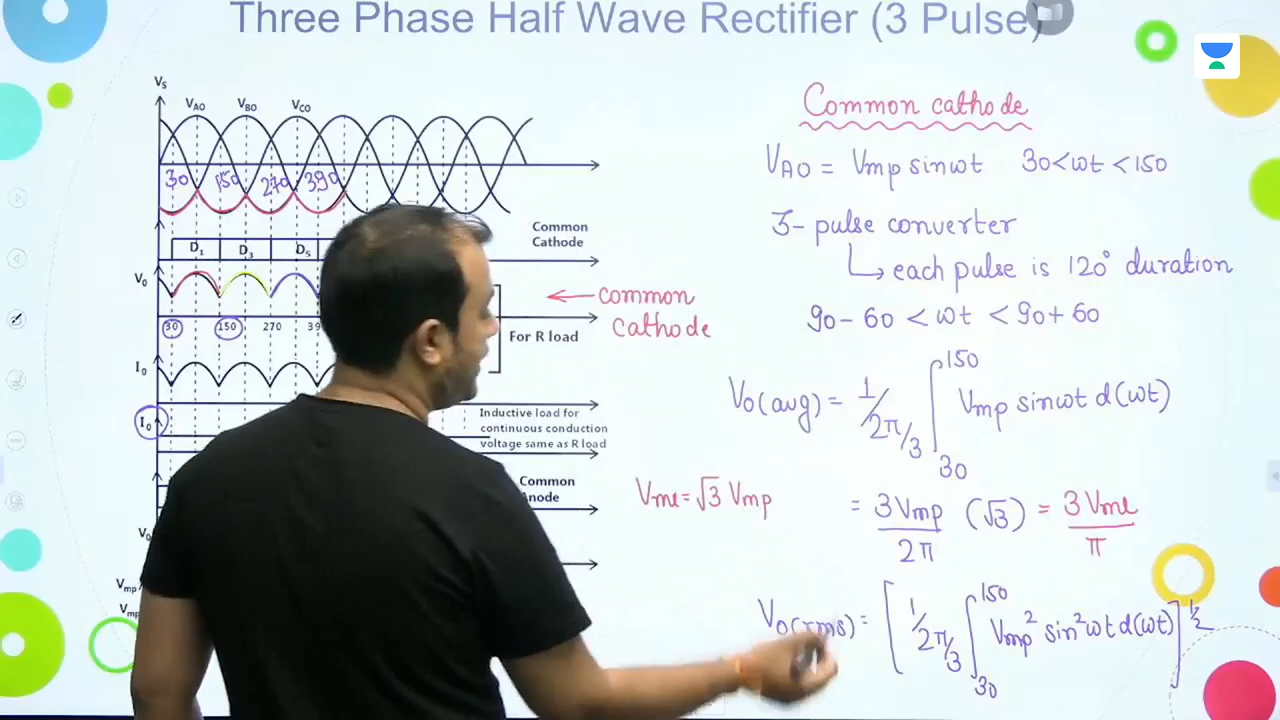 Three Phase Half Wave Rectifier (3 Pulse)
Vs
VAO VBO VCO
30 150 270 390
Common
Cathode
D1 D3 D5
V0
30 150 270 39
For R load
I0
I0
Inductive load for
continuous conduction
voltage same as R load
Common
Anode
V0
Vmp
Vmp
← common
cathode
Common cathode
VAO = Vmp sinωt 30<ωt<150
3-pulse converter
↳ each pulse is 120° duration
90-60 < ωt < 90+60
V0(avg) = 1/2π/3 ∫30^150 Vmp sinωt d(ωt)
Vml = √3 Vmp
= 3Vmp/2π (√3) = 3Vml/π
V0(rms) = [1/2π/3 ∫30^150 Vmp² sin²ωt d(ωt)]^1/2